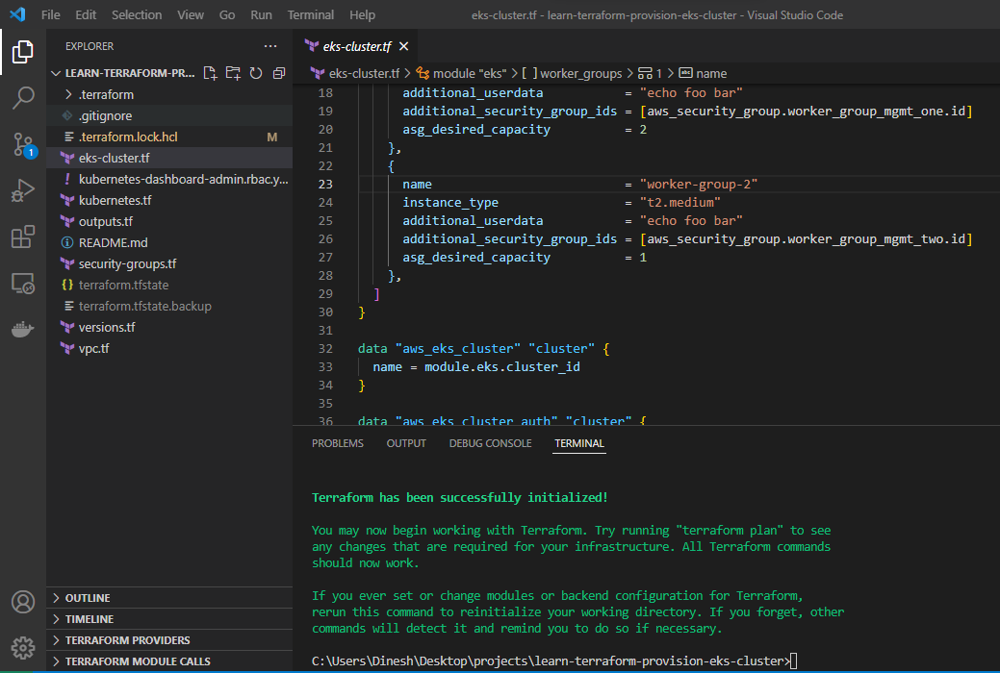 File Edit Selection View Go Run Terminal Help eks-cluster.tf - learn-terraform-provision-eks-cluster - Visual Studio Code
EXPLORER ···
LEARN-TERRAFORM-PR...
.terraform
.gitignore
.terraform.lock.hcl M
eks-cluster.tf
! kubernetes-dashboard-admin.rbac.y...
kubernetes.tf
outputs.tf
README.md
security-groups.tf
{} terraform.tfstate
terraform.tfstate.backup
versions.tf
vpc.tf
OUTLINE
TIMELINE
TERRAFORM PROVIDERS
TERRAFORM MODULE CALLS
1
eks-cluster.tf ×
eks-cluster.tf > module "eks" > [ ] worker_groups > 1 > name
18 additional_userdata = "echo foo bar"
19 additional_security_group_ids = [aws_security_group.worker_group_mgmt_one.id]
20 asg_desired_capacity = 2
21 },
22 {
23 name = "worker-group-2"
24 instance_type = "t2.medium"
25 additional_userdata = "echo foo bar"
26 additional_security_group_ids = [aws_security_group.worker_group_mgmt_two.id]
27 asg_desired_capacity = 1
28 },
29 ]
30 }
31
32 data "aws_eks_cluster" "cluster" {
33 name = module.eks.cluster_id
34 }
35
36 data "aws_eks_cluster_auth" "cluster" {
PROBLEMS OUTPUT DEBUG CONSOLE TERMINAL
Terraform has been successfully initialized!
You may now begin working with Terraform. Try running "terraform plan" to see
any changes that are required for your infrastructure. All Terraform commands
should now work.
If you ever set or change modules or backend configuration for Terraform,
rerun this command to reinitialize your working directory. If you forget, other
commands will detect it and remind you to do so if necessary.
C:\Users\Dinesh\Desktop\projects\learn-terraform-provision-eks-cluster>